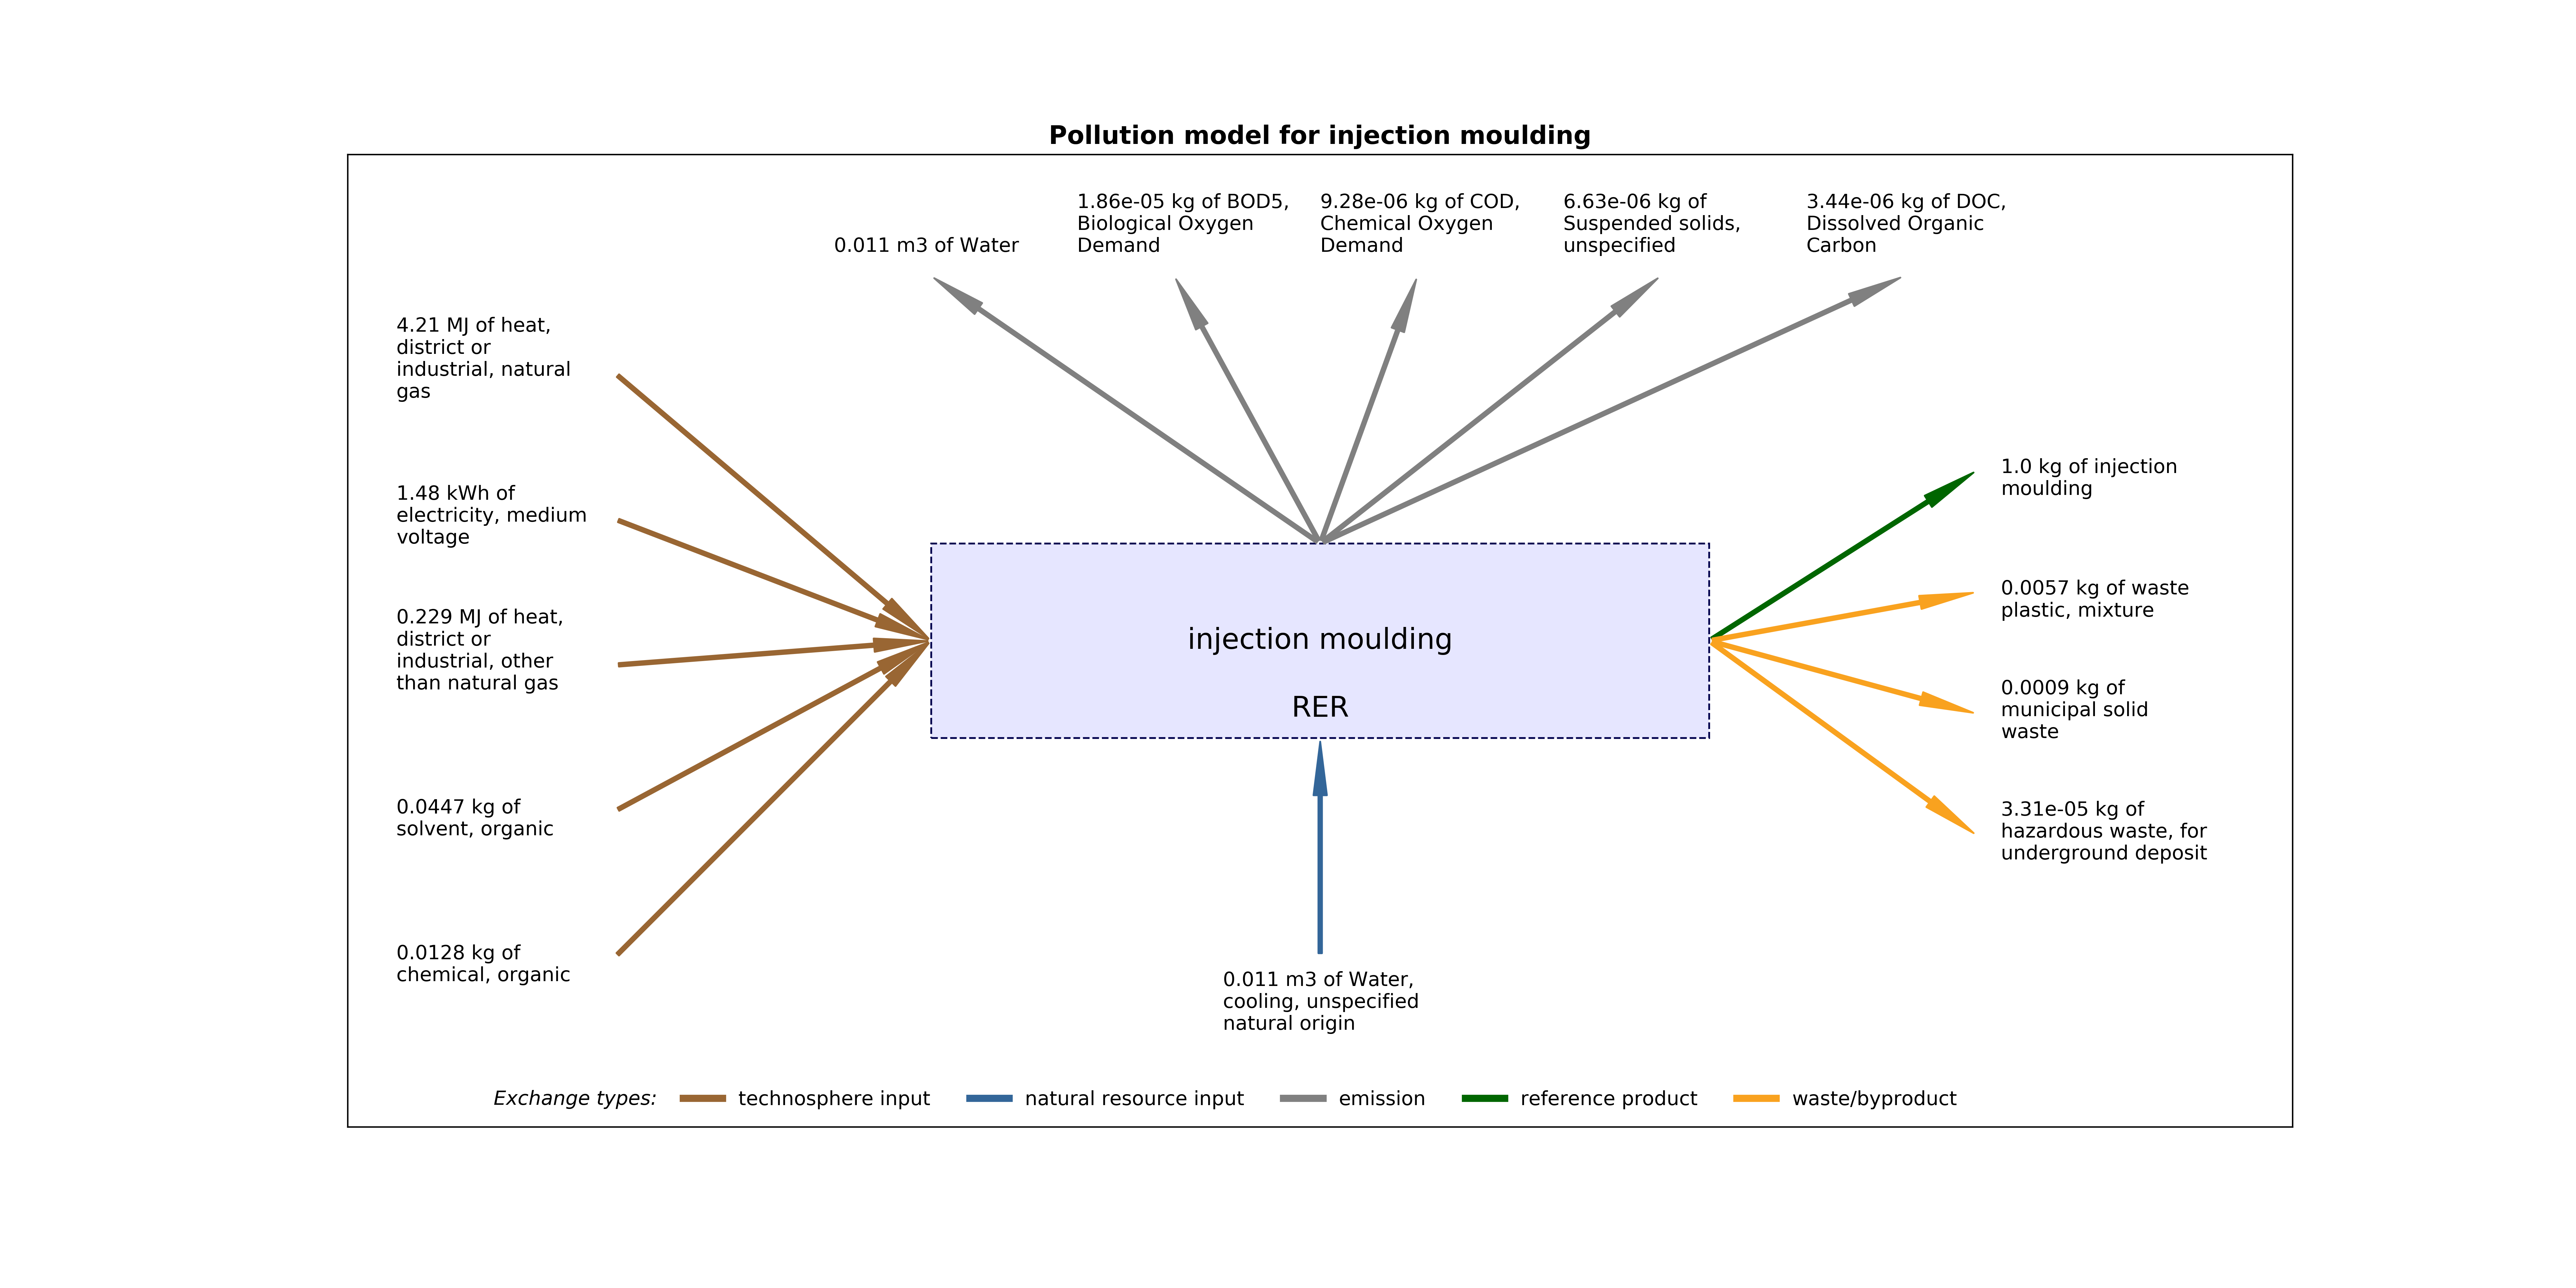 Pollution model for injection moulding
0.011 m3 of Water
1.86e-05 kg of BOD5,
Biological Oxygen
Demand
9.28e-06 kg of COD,
Chemical Oxygen
Demand
6.63e-06 kg of
Suspended solids,
unspecified
3.44e-06 kg of DOC,
Dissolved Organic
Carbon
4.21 MJ of heat,
district or
industrial, natural
gas
1.48 kWh of
electricity, medium
voltage
0.229 MJ of heat,
district or
industrial, other
than natural gas
0.0447 kg of
solvent, organic
0.0128 kg of
chemical, organic
injection moulding
RER
1.0 kg of injection
moulding
0.0057 kg of waste
plastic, mixture
0.0009 kg of
municipal solid
waste
3.31e-05 kg of
hazardous waste, for
underground deposit
0.011 m3 of Water,
cooling, unspecified
natural origin
Exchange types: technosphere input natural resource input emission reference product waste/byproduct